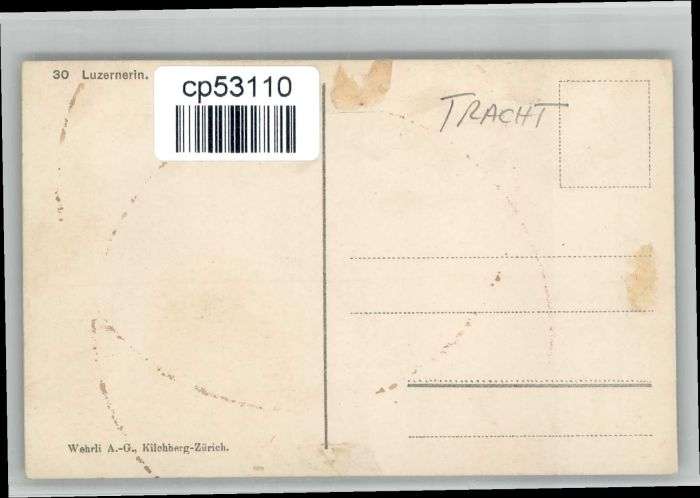 30 Luzernerin.
cp53110
TRACHT
Wehrli A.-G., Kilchberg-Zürich.